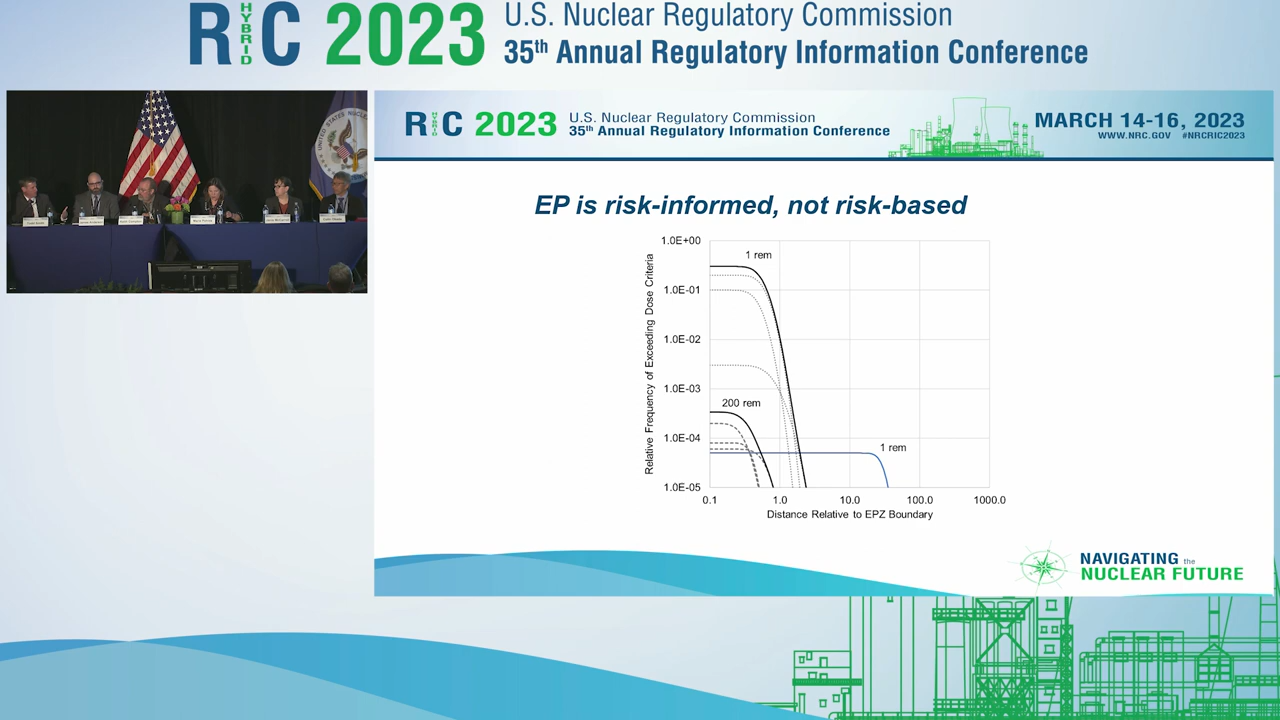 RIC 2023
HYBRID
U.S. Nuclear Regulatory Commission
35th Annual Regulatory Information Conference
RIC 2023
U.S. Nuclear Regulatory Commission
35th Annual Regulatory Information Conference
MARCH 14-16, 2023
WWW.NRC.GOV #NRCRIC2023
EP is risk-informed, not risk-based
Relative Frequency of Exceeding Dose Criteria
1.0E+00
1.0E-01
1.0E-02
1.0E-03
1.0E-04
1.0E-05
1 rem
200 rem
1 rem
0.1 1.0 10.0 100.0 1000.0
Distance Relative to EPZ Boundary
NAVIGATING the
NUCLEAR FUTURE